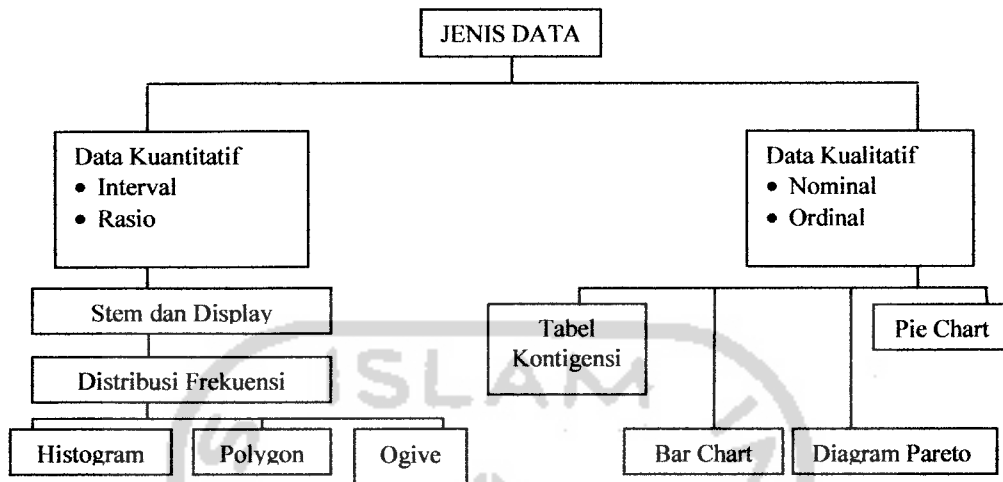 JENIS DATA
Data Kuantitatif
• Interval
• Rasio
Data Kualitatif
• Nominal
• Ordinal
Stem dan Display
Tabel
Kontigensi
Pie Chart
Distribusi Frekuensi
ISLAM
Histogram
Polygon
Ogive
Bar Chart
Diagram Pareto